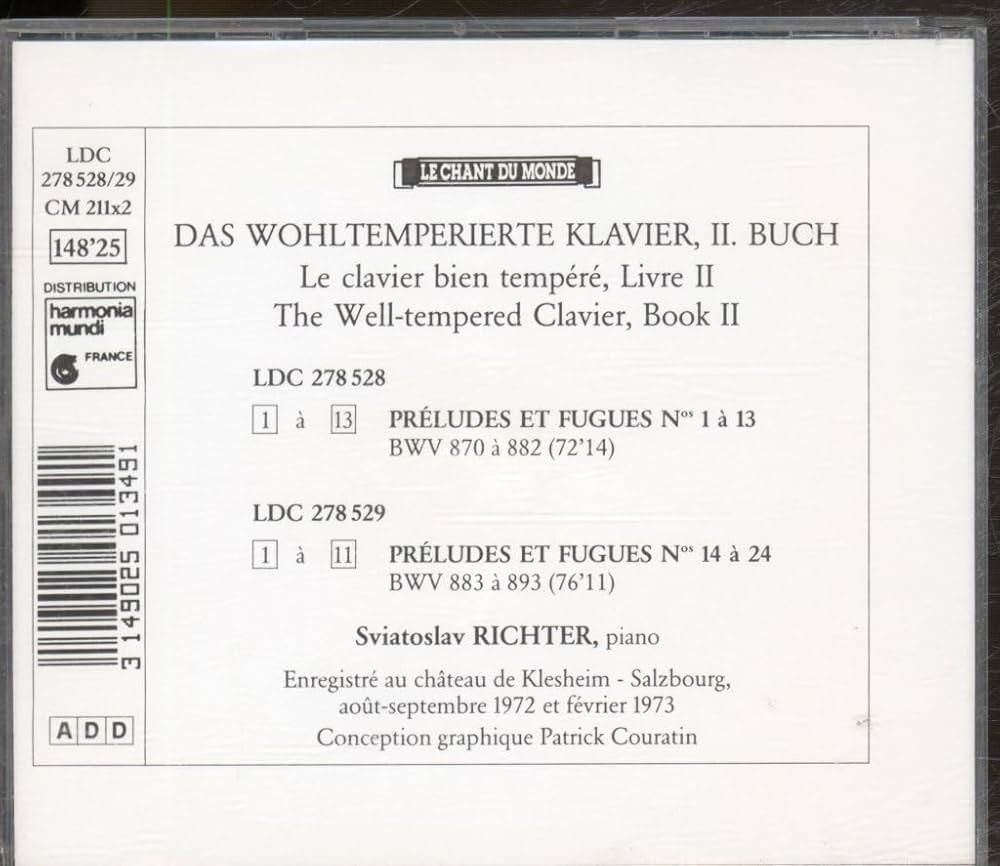 LDC
278 528/29
CM 211x2
148'25
DISTRIBUTION
harmonia
mundi
FRANCE
3 149025 013491
A D D
LE CHANT DU MONDE
DAS WOHLTEMPERIERTE KLAVIER, II. BUCH
Le clavier bien tempéré, Livre II
The Well-tempered Clavier, Book II
LDC 278 528
1 à 13 PRÉLUDES ET FUGUES Nos 1 à 13
BWV 870 à 882 (72'14)
LDC 278 529
1 à 11 PRÉLUDES ET FUGUES Nos 14 à 24
BWV 883 à 893 (76'11)
Sviatoslav RICHTER, piano
Enregistré au château de Klesheim - Salzbourg,
août-septembre 1972 et février 1973
Conception graphique Patrick Couratin